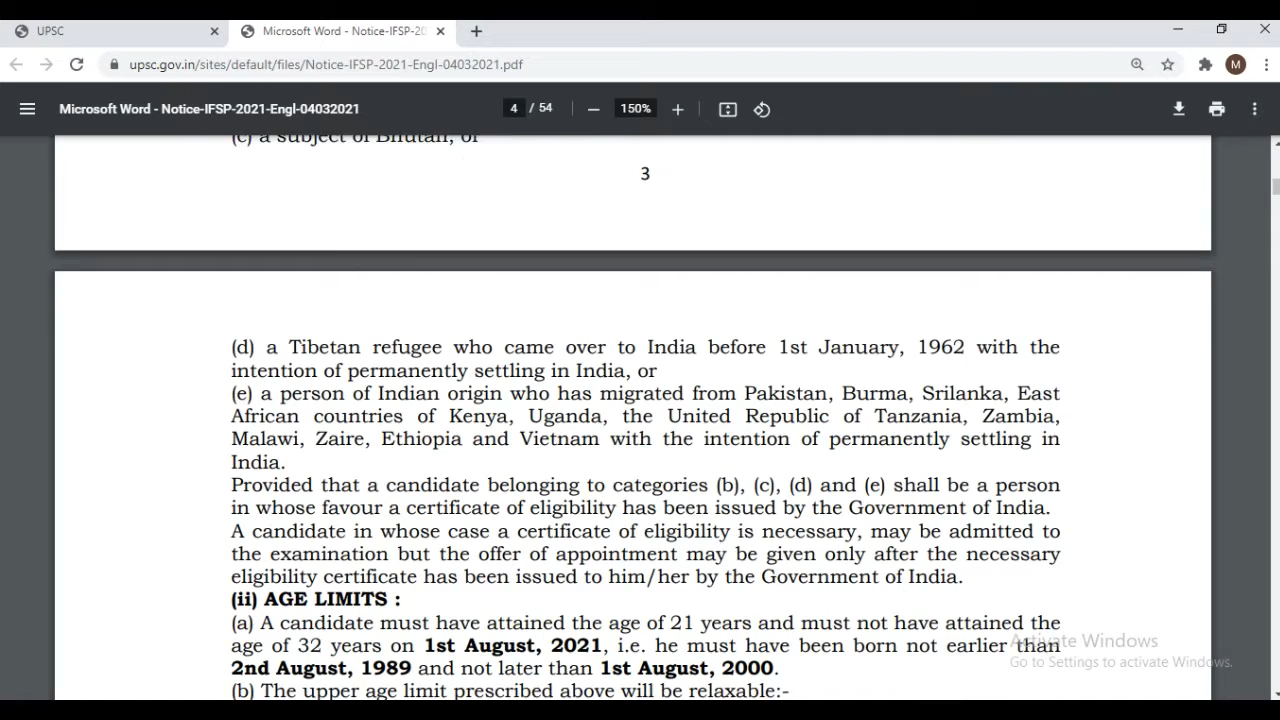 UPSC
Microsoft Word - Notice-IFSP-20
upsc.gov.in/sites/default/files/Notice-IFSP-2021-Engl-04032021.pdf
M
Microsoft Word - Notice-IFSP-2021-Engl-04032021
4 / 54
150%
(c) a subject of Bhutan, or
3
(d) a Tibetan refugee who came over to India before 1st January, 1962 with the
intention of permanently settling in India, or
(e) a person of Indian origin who has migrated from Pakistan, Burma, Srilanka, East
African countries of Kenya, Uganda, the United Republic of Tanzania, Zambia,
Malawi, Zaire, Ethiopia and Vietnam with the intention of permanently settling in
India.
Provided that a candidate belonging to categories (b), (c), (d) and (e) shall be a person
in whose favour a certificate of eligibility has been issued by the Government of India.
A candidate in whose case a certificate of eligibility is necessary, may be admitted to
the examination but the offer of appointment may be given only after the necessary
eligibility certificate has been issued to him/her by the Government of India.
(ii) AGE LIMITS :
(a) A candidate must have attained the age of 21 years and must not have attained the
age of 32 years on 1st August, 2021, i.e. he must have been born not earlier than
2nd August, 1989 and not later than 1st August, 2000.
(b) The upper age limit prescribed above will be relaxable:-
Activate Windows
Go to Settings to activate Windows.